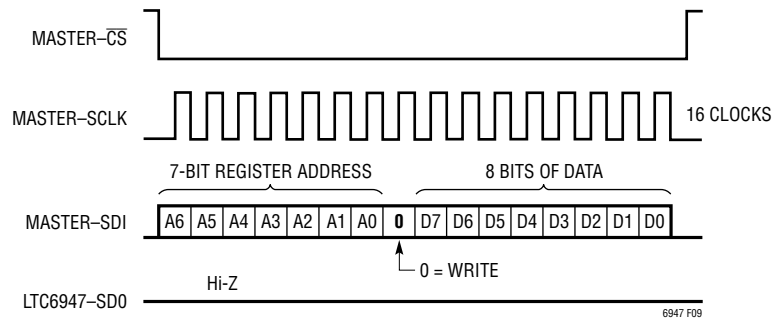 MASTER–C̅S̅
MASTER–SCLK
16 CLOCKS
7-BIT REGISTER ADDRESS
8 BITS OF DATA
MASTER–SDI
A6 A5 A4 A3 A2 A1 A0 0 D7 D6 D5 D4 D3 D2 D1 D0
0 = WRITE
Hi-Z
LTC6947–SD0
6947 F09